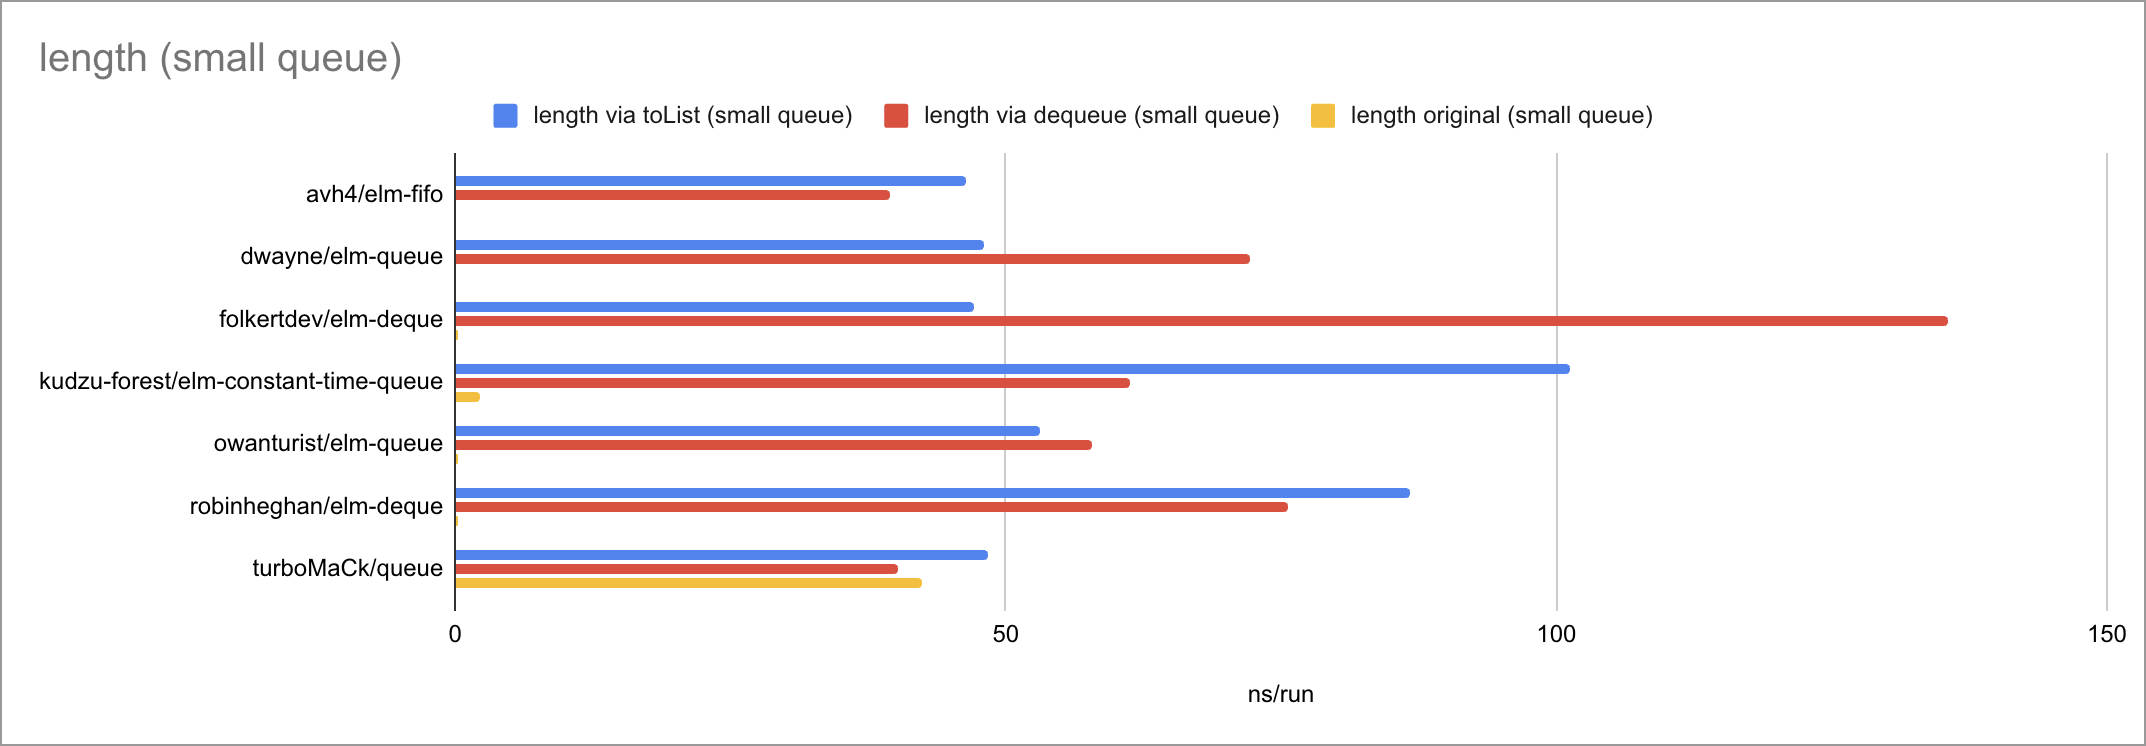 length (small queue)
length via toList (small queue) length via dequeue (small queue) length original (small queue)
avh4/elm-fifo
dwayne/elm-queue
folkertdev/elm-deque
kudzu-forest/elm-constant-time-queue
owanturist/elm-queue
robinheghan/elm-deque
turboMaCk/queue
0 50 100 150
ns/run